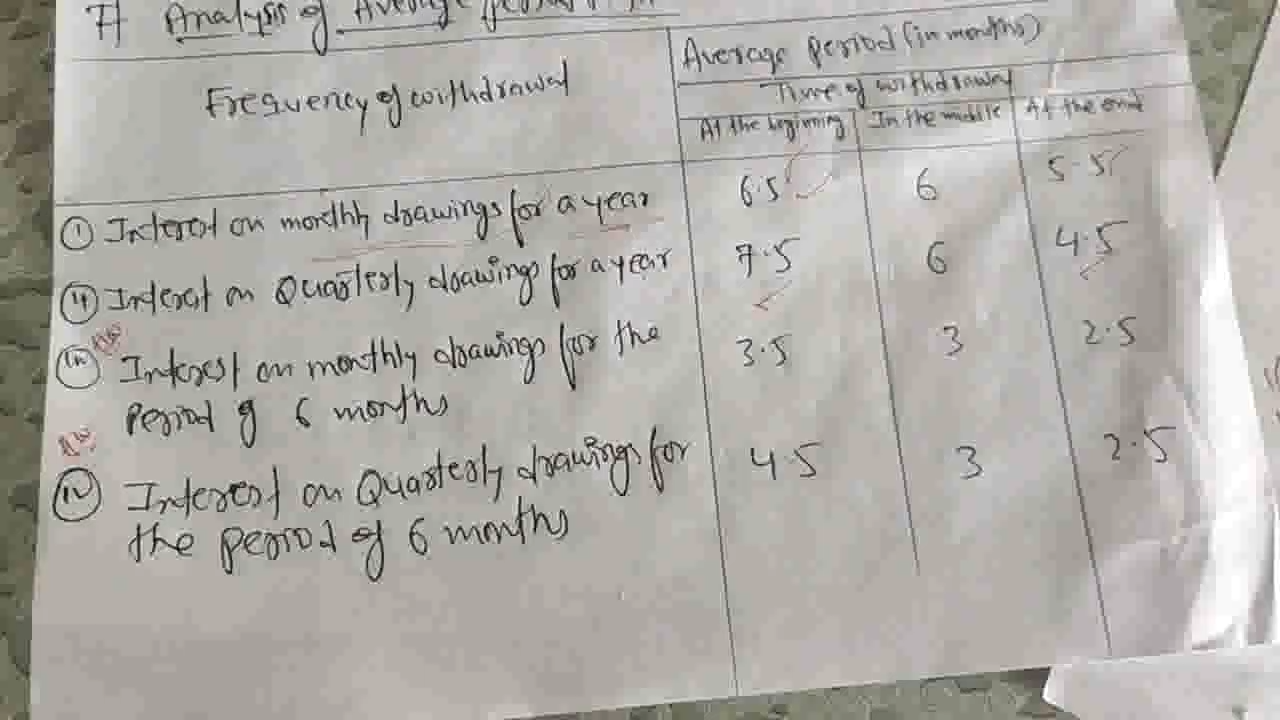 7) Analysis of Average period
Average period (in months)
Frequency of withdrawal
Time of withdrawal
At the beginning In the middle At the end
(I) Interest on monthly drawings for a year 6.5 6 5.5
(II) Interest on Quarterly drawings for a year 7.5 6 4.5
(III) Interest on monthly drawings for the 3.5 3 2.5
period of 6 months
(IV) Interest on Quarterly drawings for 4.5 3 2.5
the period of 6 months